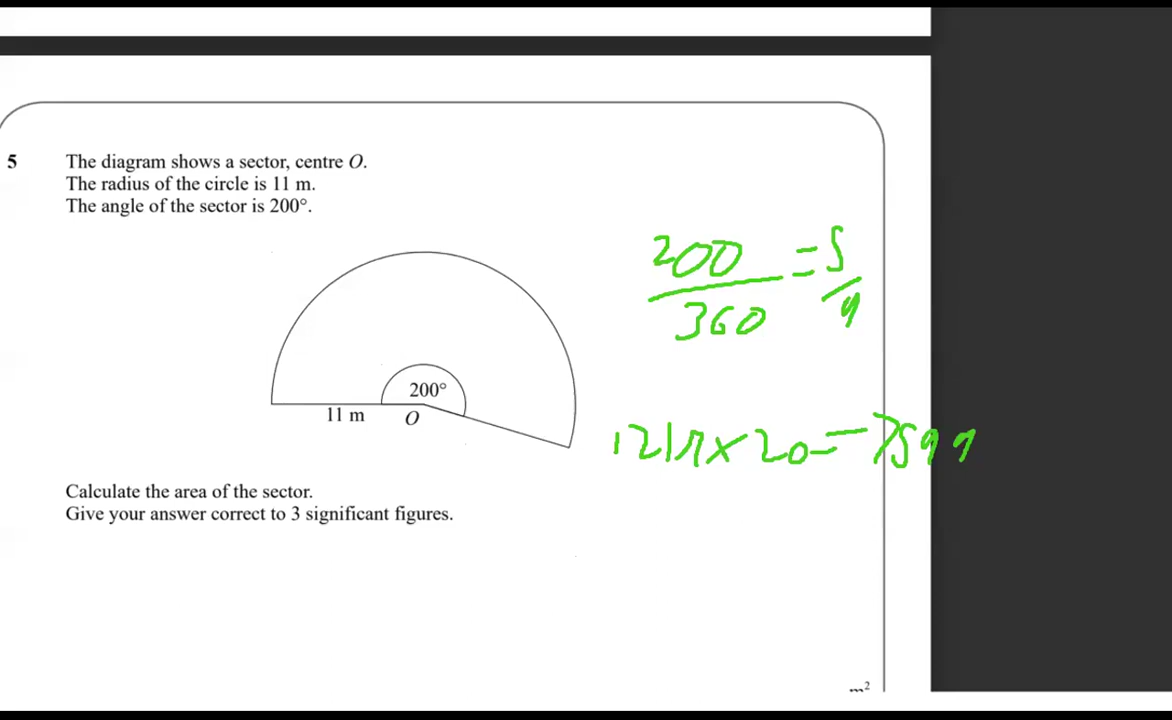 5 The diagram shows a sector, centre O.
The radius of the circle is 11 m.
The angle of the sector is 200°.
200/360 = 5/9
200°
11 m O
121π × 20 = 7599
Calculate the area of the sector.
Give your answer correct to 3 significant figures.
m²